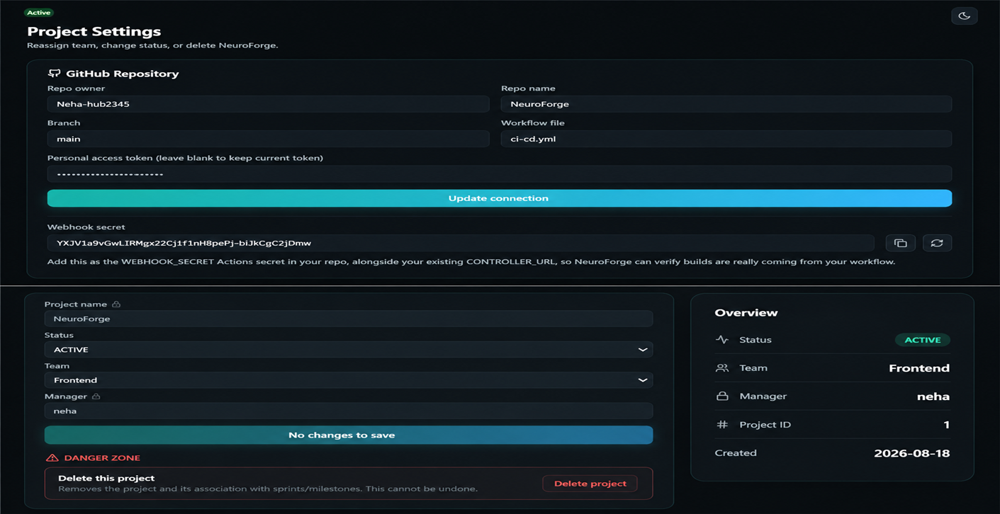 Active
Project Settings
Reassign team, change status, or delete NeuroForge.
GitHub Repository
Repo owner
Neha-hub2345
Repo name
NeuroForge
Branch
main
Workflow file
ci-cd.yml
Personal access token (leave blank to keep current token)
Update connection
Webhook secret
YXJV1a9vGwLIRMgx22Cj1f1nH8pePj-biJkCgC2jDmw
Add this as the WEBHOOK_SECRET Actions secret in your repo, alongside your existing CONTROLLER_URL, so NeuroForge can verify builds are really coming from your workflow.
Project name
NeuroForge
Status
ACTIVE
Team
Frontend
Manager
neha
No changes to save
DANGER ZONE
Delete this project
Removes the project and its association with sprints/milestones. This cannot be undone.
Delete project
Overview
Status ACTIVE
Team Frontend
Manager neha
Project ID 1
Created 2026-08-18